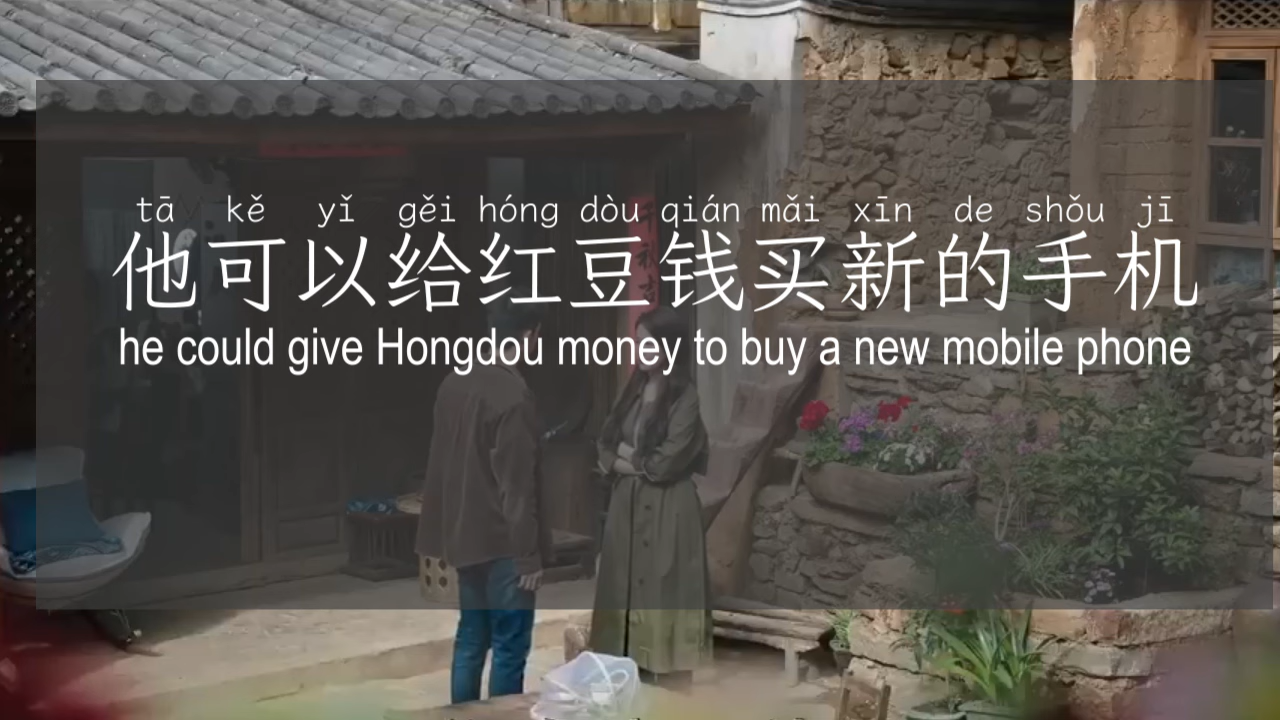 tā kě yǐ gěi hóng dòu qián mǎi xīn de shǒu jī
他可以给红豆钱买新的手机
he could give Hongdou money to buy a new mobile phone